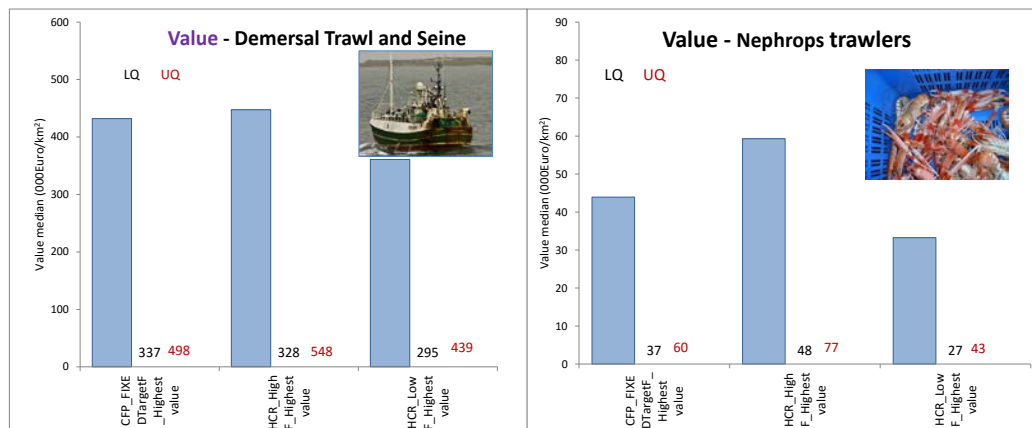 Value - Demersal Trawl and Seine
LQ UQ
600
500
400
300
200
100
0
Value median (000Euro/km²)
337 498
328 548
295 439
CFP_FIXE
DTargetF
_Highest
value
HCR_High
F_Highest
value
HCR_Low
F_Highest
value
Value - Nephrops trawlers
LQ UQ
90
80
70
60
50
40
30
20
10
0
Value median (000Euro/km²)
37 60
48 77
27 43
CFP_FIXE
DTargetF_
Highest
value
HCR_High
F_Highest
value
HCR_Low
F_Highest
value